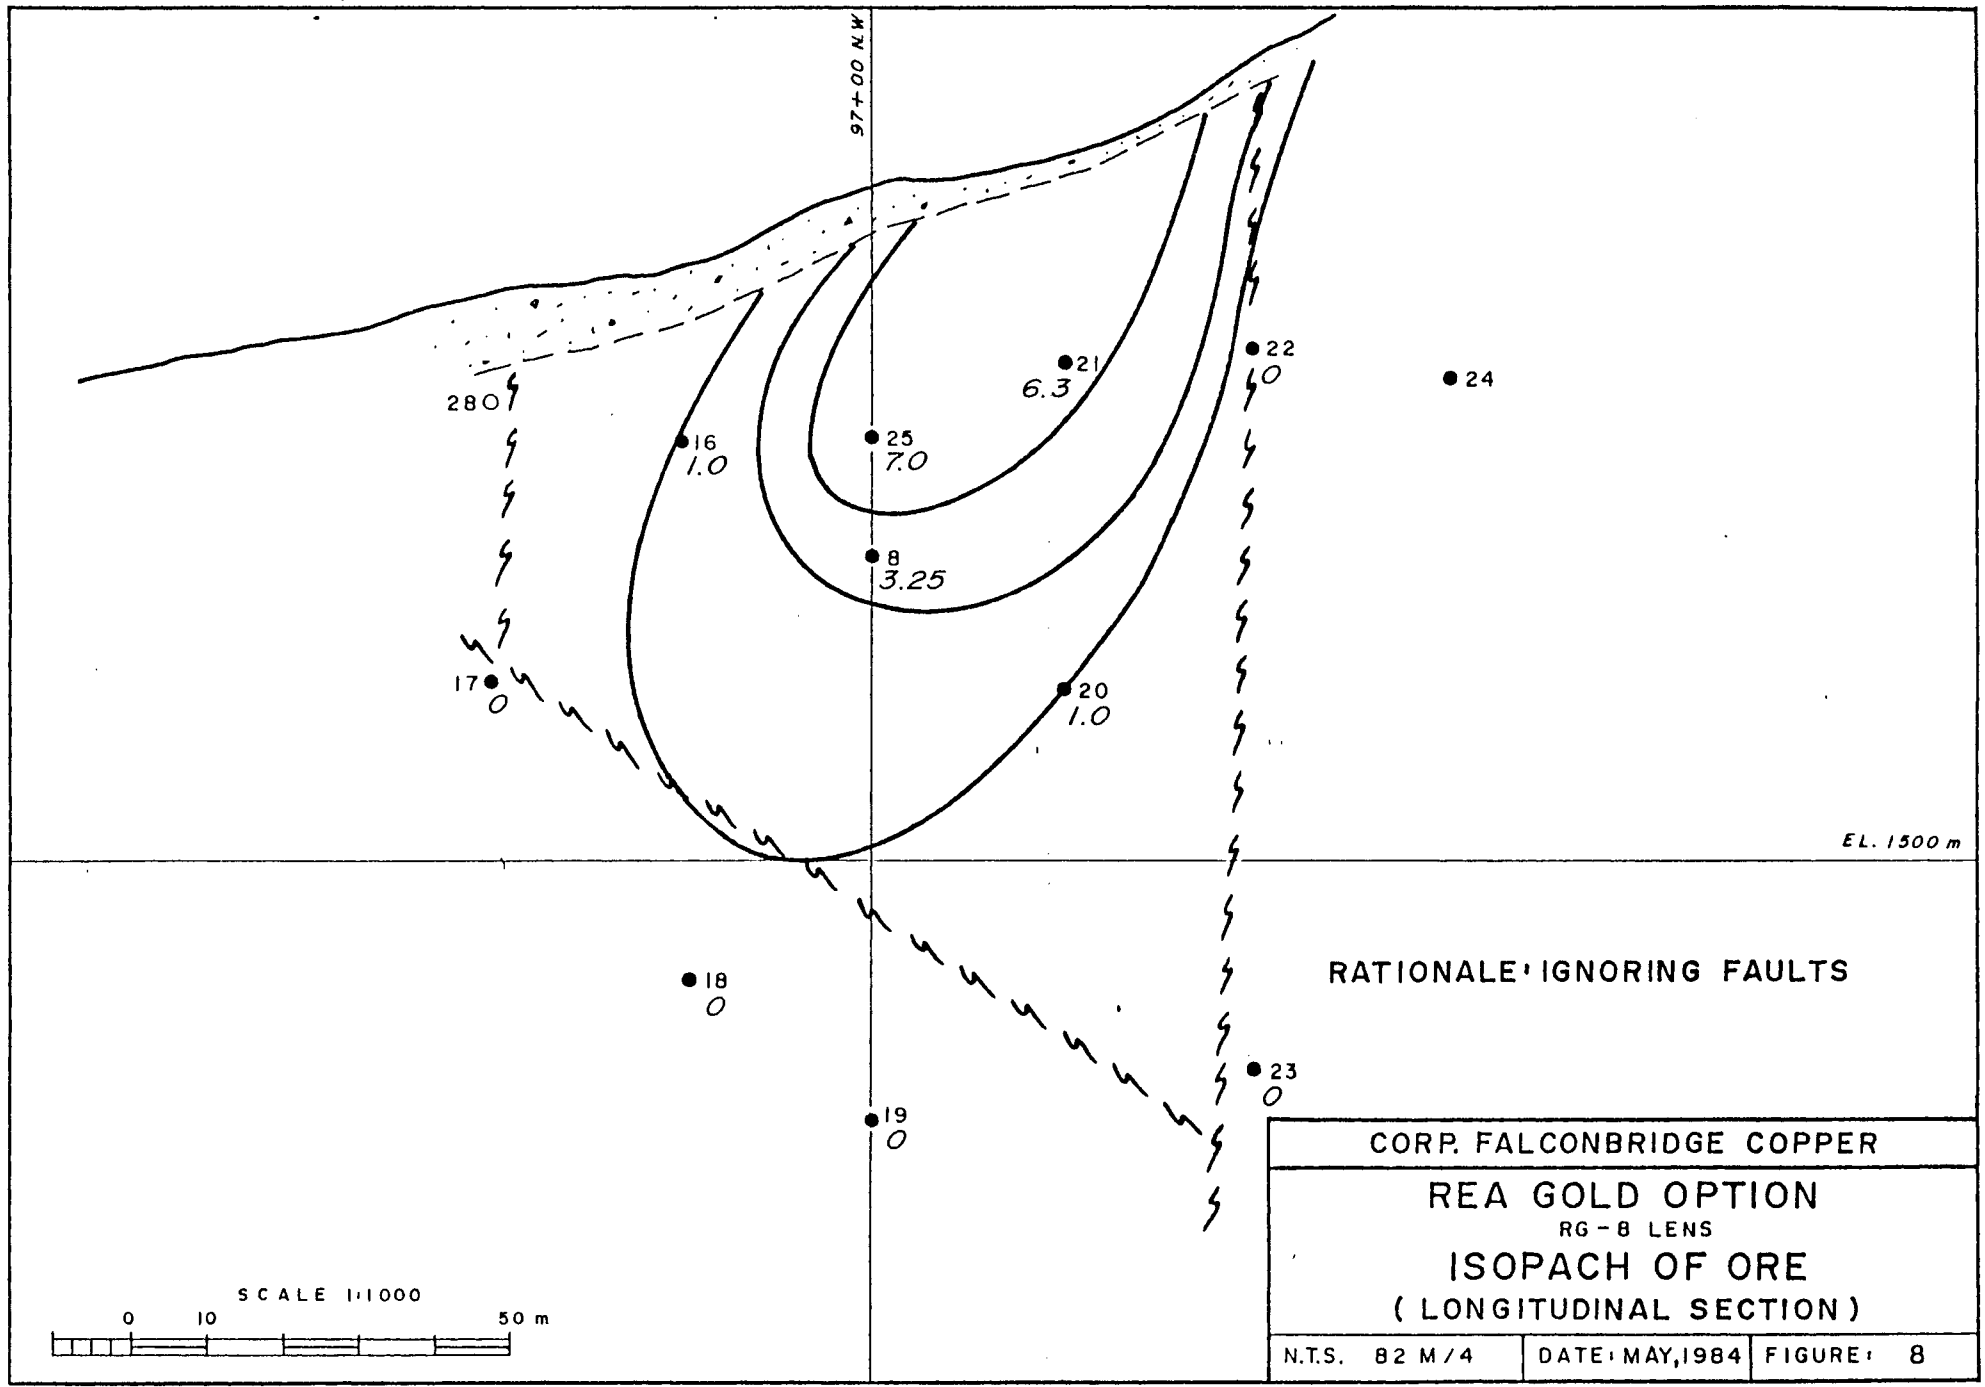 97+00 N.W
21
6.3
22
0
24
28
16
1.0
25
7.0
8
3.25
17
0
20
1.0
EL. 1500 m
18
0
RATIONALE: IGNORING FAULTS
23
0
19
0
CORP. FALCONBRIDGE COPPER
REA GOLD OPTION
RG-8 LENS
ISOPACH OF ORE
(LONGITUDINAL SECTION)
N.T.S. 82 M/4 DATE: MAY, 1984 FIGURE: 8
SCALE 1:1000
0 10 50 m